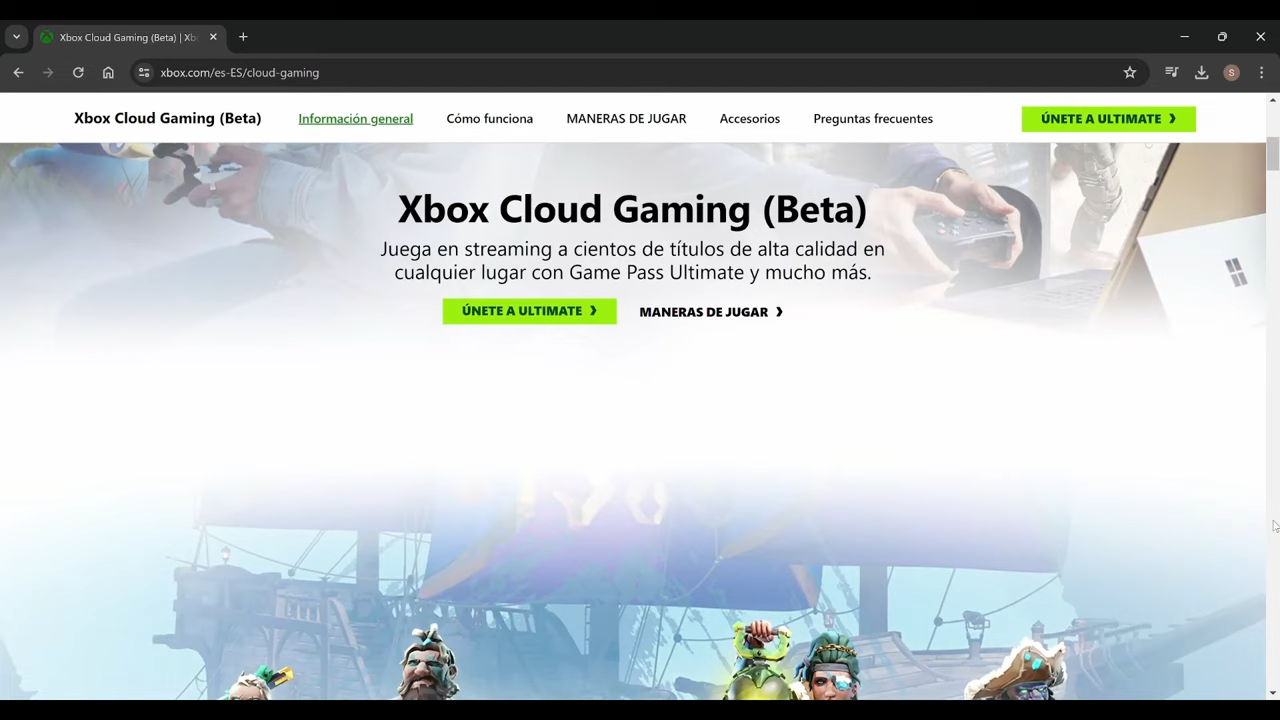 Xbox Cloud Gaming (Beta) | Xb
xbox.com/es-ES/cloud-gaming
S
Xbox Cloud Gaming (Beta)
Información general
Cómo funciona
MANERAS DE JUGAR
Accesorios
Preguntas frecuentes
ÚNETE A ULTIMATE
Xbox Cloud Gaming (Beta)
Juega en streaming a cientos de títulos de alta calidad en
cualquier lugar con Game Pass Ultimate y mucho más.
ÚNETE A ULTIMATE
MANERAS DE JUGAR